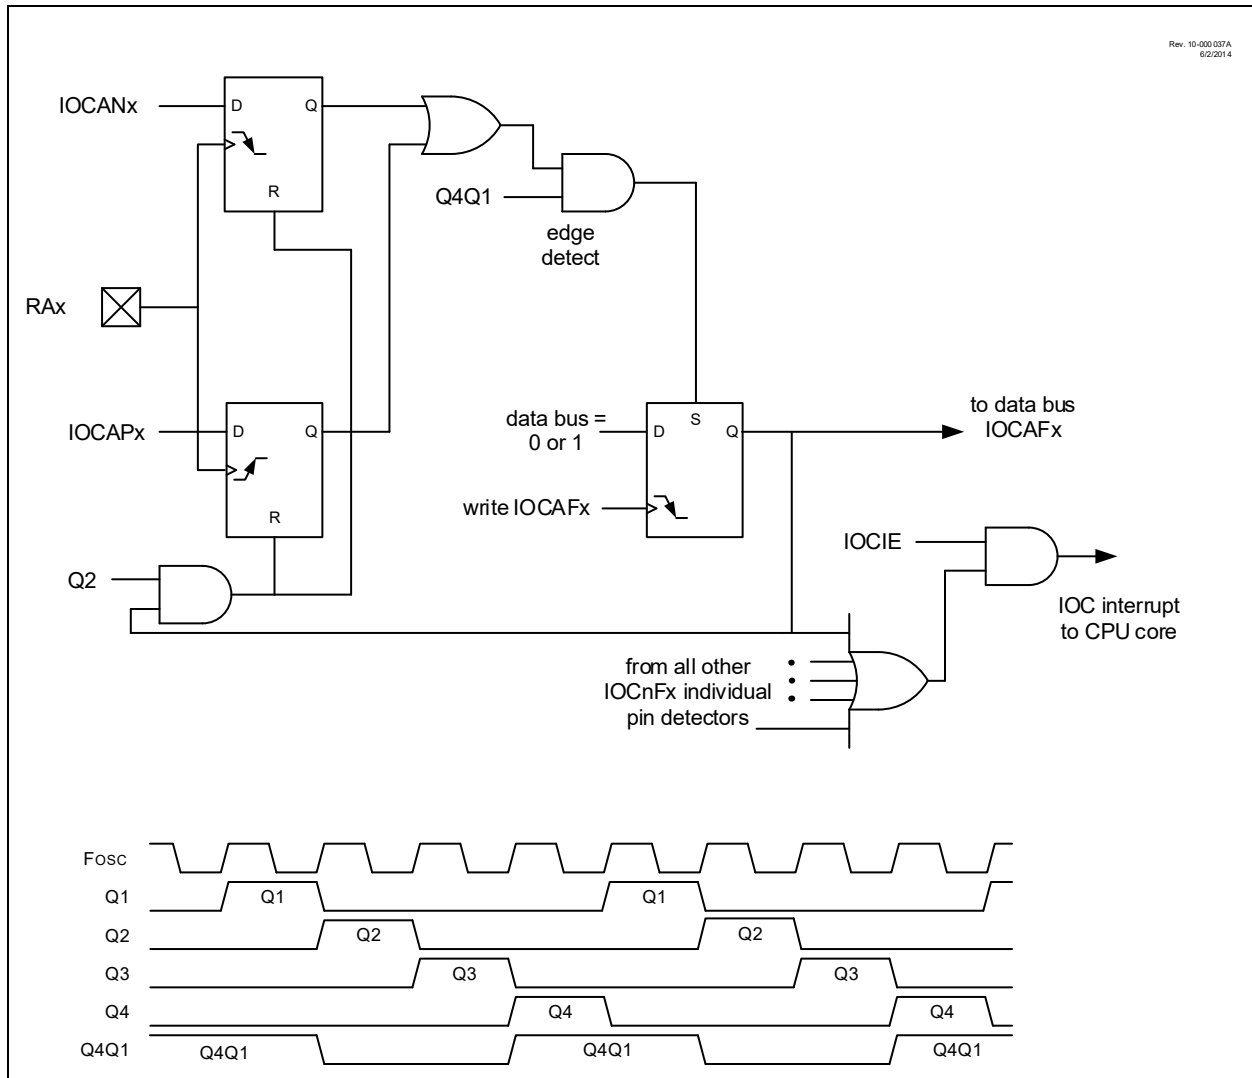 Rev. 10-000037A
6/2/2014
IOCANx
D
Q
R
Q4Q1
edge
detect
RAx
IOCAPx
D
Q
R
data bus =
0 or 1
S
D
Q
to data bus
IOCAFx
write IOCAFx
IOCIE
Q2
IOC interrupt
to CPU core
from all other
IOCnFx individual
pin detectors
FOSC
Q1
Q1
Q1
Q2
Q2
Q2
Q3
Q3
Q3
Q4
Q4
Q4
Q4Q1
Q4Q1
Q4Q1
Q4Q1